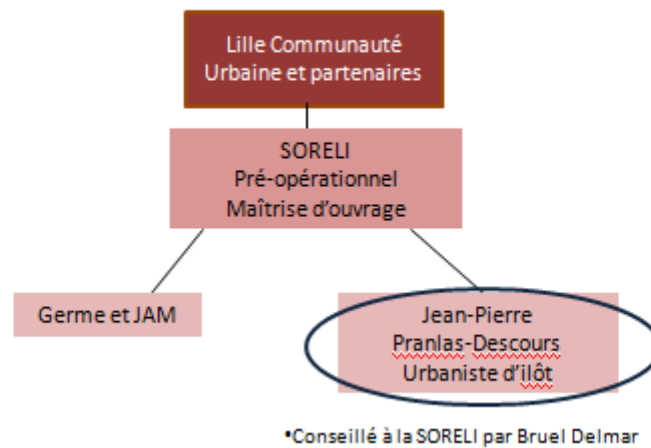 Lille Communauté
Urbaine et partenaires
SORELI
Pré-opérationnel
Maîtrise d'ouvrage
Germe et JAM
Jean-Pierre
Pranlas-Descours
Urbaniste d'ilôt
•Conseillé à la SORELI par Bruel Delmar